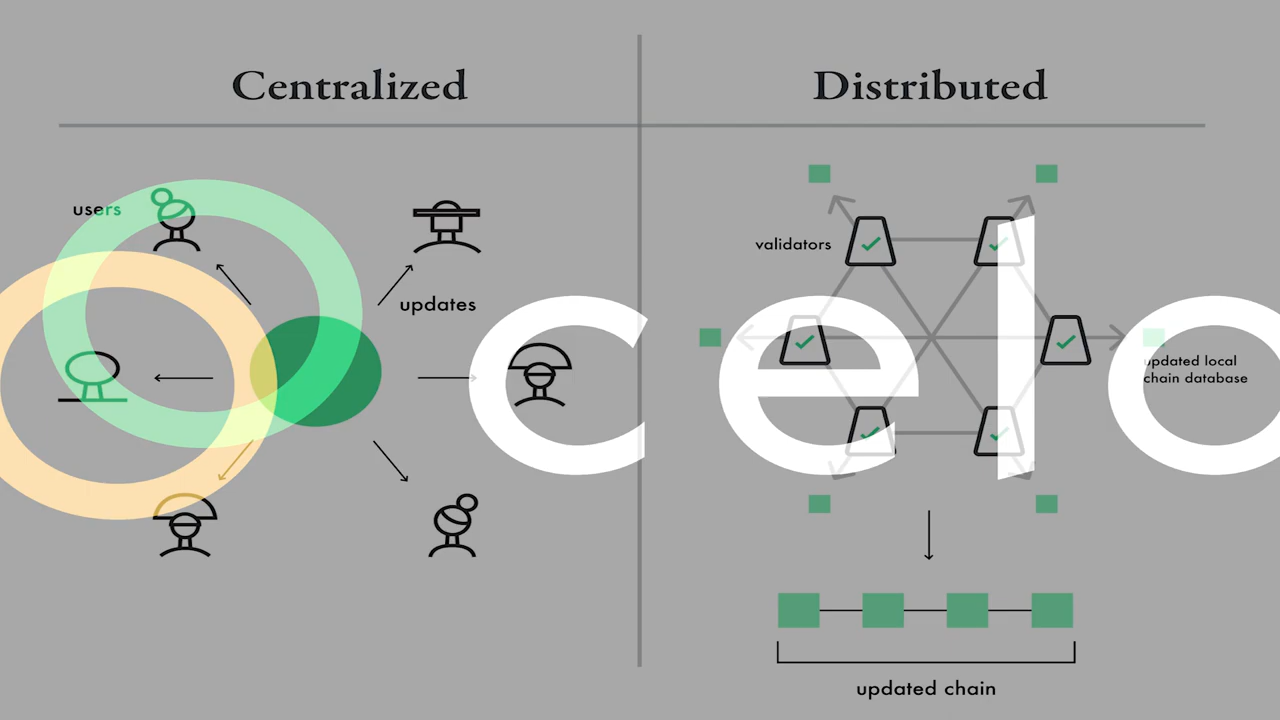 Centralized
Distributed
users
updates
validators
updated local
chain database
updated chain
celo